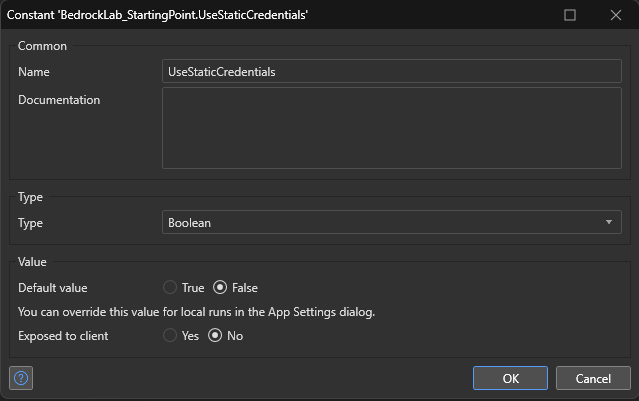 Constant 'BedrockLab_StartingPoint.UseStaticCredentials'
Common
Name UseStaticCredentials
Documentation
Type
Type Boolean
Value
Default value True False
You can override this value for local runs in the App Settings dialog.
Exposed to client Yes No
? OK Cancel